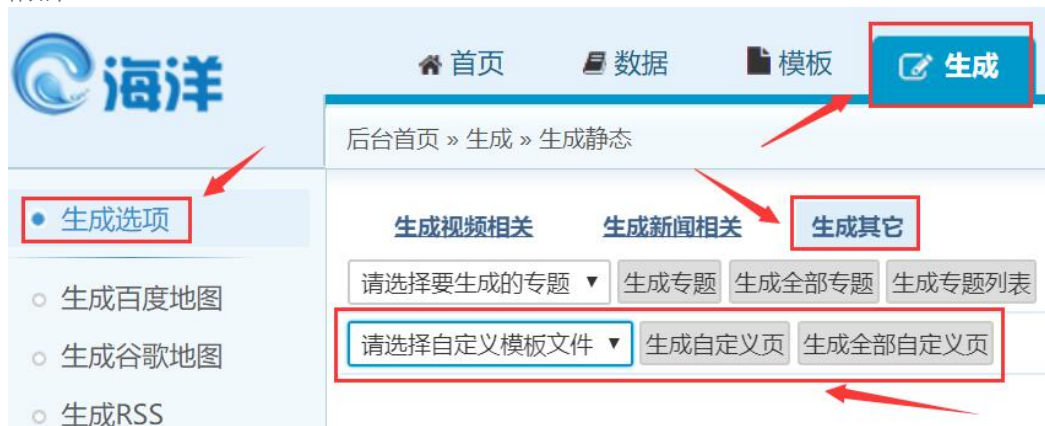 海洋
首页 数据 模板 生成
后台首页 » 生成 » 生成静态
生成选项
生成百度地图
生成谷歌地图
生成RSS
生成视频相关 生成新闻相关 生成其它
请选择要生成的专题 生成专题 生成全部专题 生成专题列表
请选择自定义模板文件 生成自定义页 生成全部自定义页